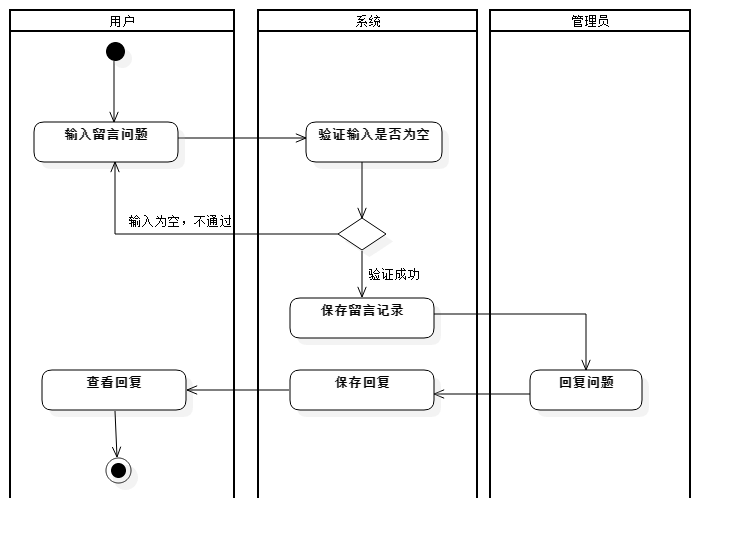 用户
系统
管理员
输入留言问题
验证输入是否为空
输入为空，不通过
验证成功
保存留言记录
查看回复
保存回复
回复问题